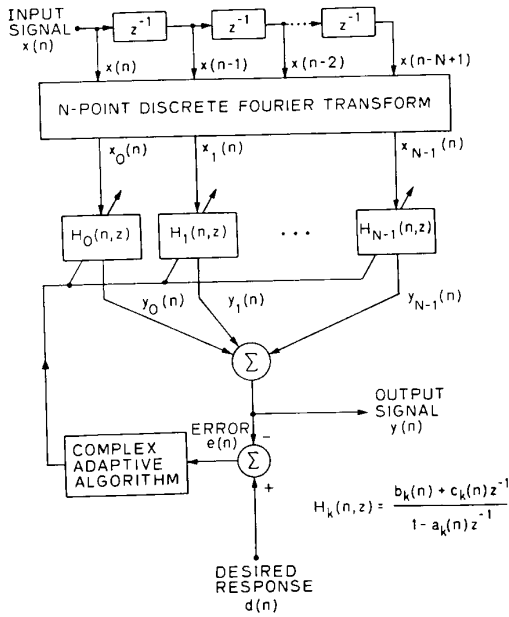 INPUT
SIGNAL
x(n)
z⁻¹
z⁻¹
z⁻¹
x(n)
x(n-1)
x(n-2)
x(n-N+1)
N-POINT DISCRETE FOURIER TRANSFORM
x₀(n)
x₁(n)
x_{N-1}(n)
H₀(n,z)
H₁(n,z)
...
H_{N-1}(n,z)
y₀(n)
y₁(n)
y_{N-1}(n)
Σ
OUTPUT
SIGNAL
y(n)
ERROR
e(n)
−
COMPLEX
ADAPTIVE
ALGORITHM
Σ
+
H_k(n,z) = \frac{b_k(n) + c_k(n) z^{-1}}{1 - a_k(n) z^{-1}}
DESIRED
RESPONSE
d(n)